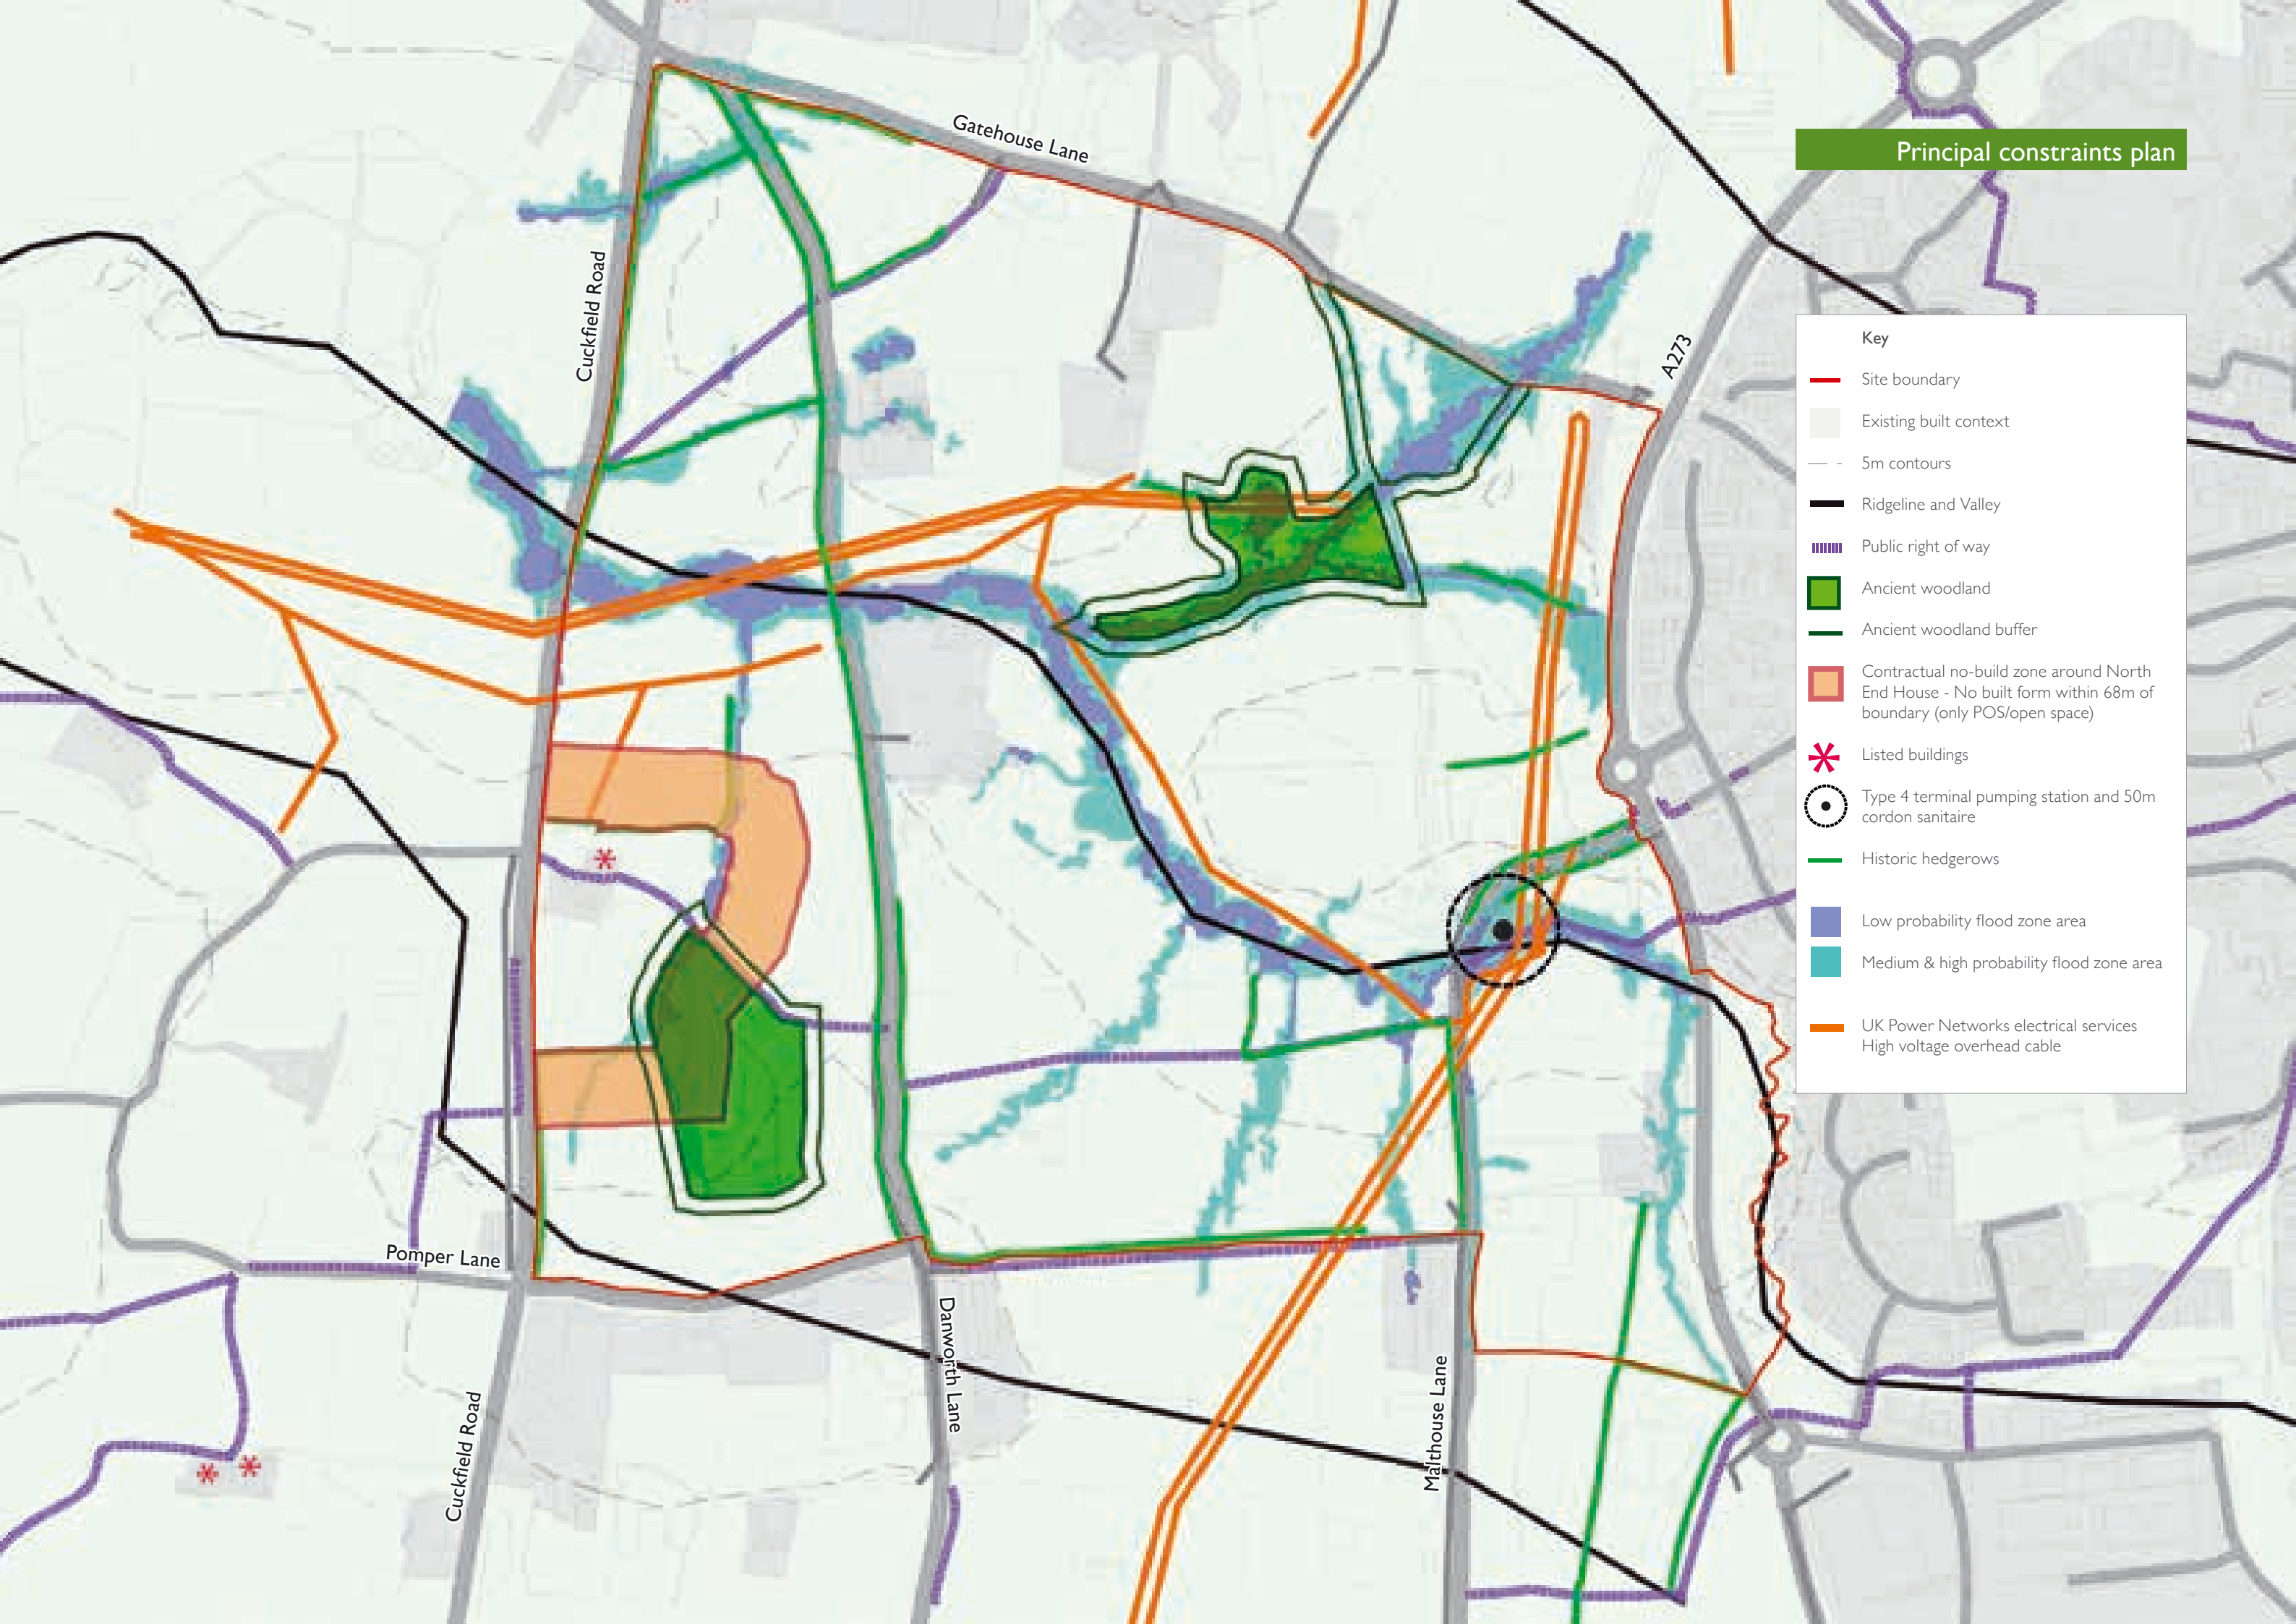 Gatehouse Lane
Principal constraints plan
Cuckfield Road
A273
Key
Site boundary
Existing built context
5m contours
Ridgeline and Valley
Public right of way
Ancient woodland
Ancient woodland buffer
Contractual no-build zone around North
End House - No built form within 68m of
boundary (only POS/open space)
Listed buildings
Type 4 terminal pumping station and 50m
cordon sanitaire
Historic hedgerows
Low probability flood zone area
Medium & high probability flood zone area
UK Power Networks electrical services
High voltage overhead cable
Pomper Lane
Danworth Lane
Malthouse Lane
Cuckfield Road